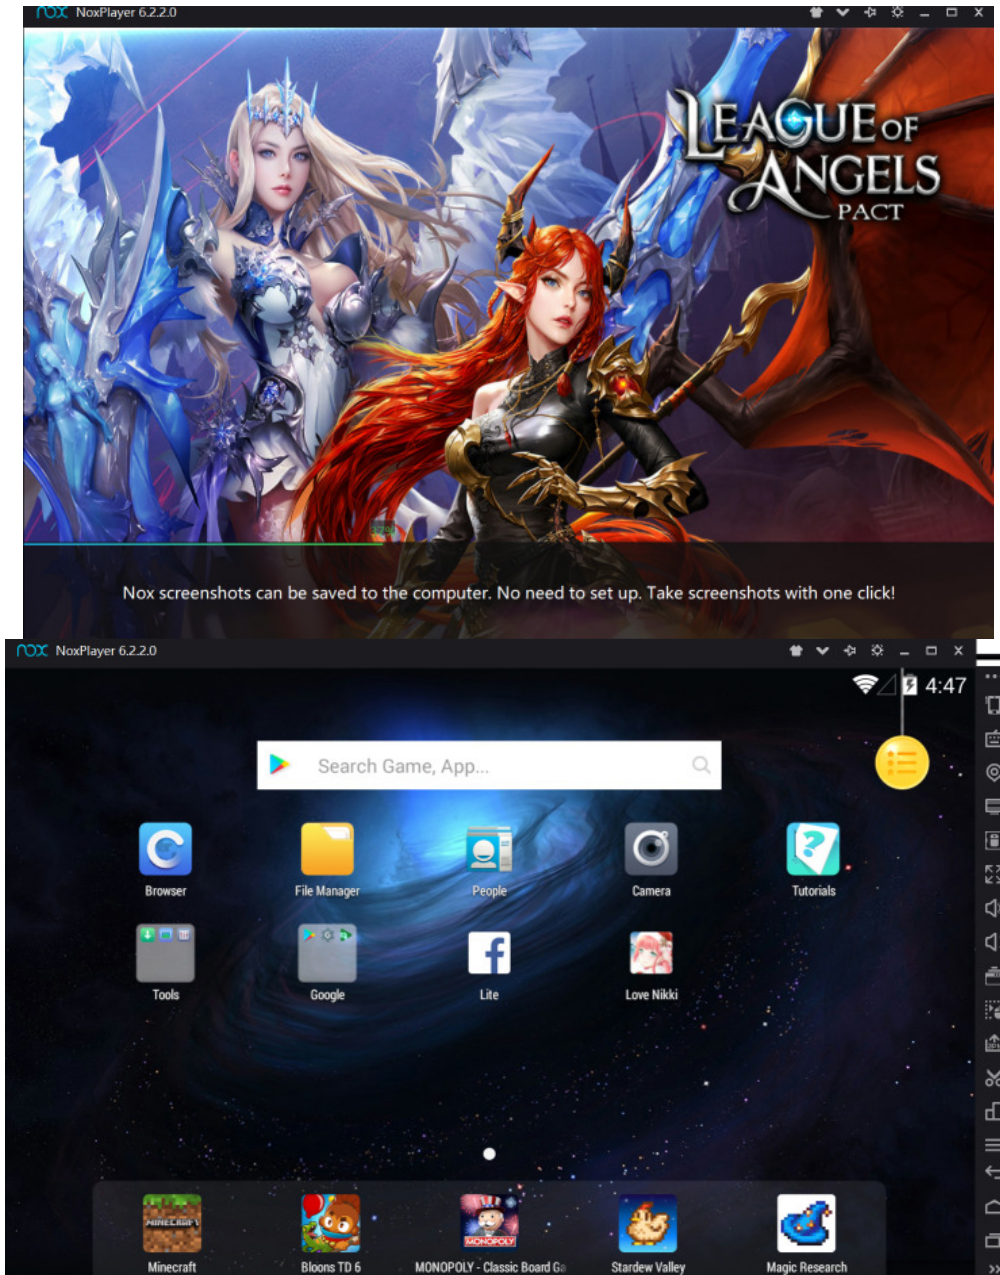 nox NoxPlayer 6.2.2.0
LEAGUE OF
ANGELS
PACT
Nox screenshots can be saved to the computer. No need to set up. Take screenshots with one click!
nox NoxPlayer 6.2.2.0
4:47
Search Game, App...
Browser
File Manager
People
Camera
Tutorials
Tools
Google
Lite
Love Nikki
MINECRAFT
MONOPOLY
Minecraft
Bloons TD 6
MONOPOLY - Classic Board Ga
Stardew Valley
Magic Research